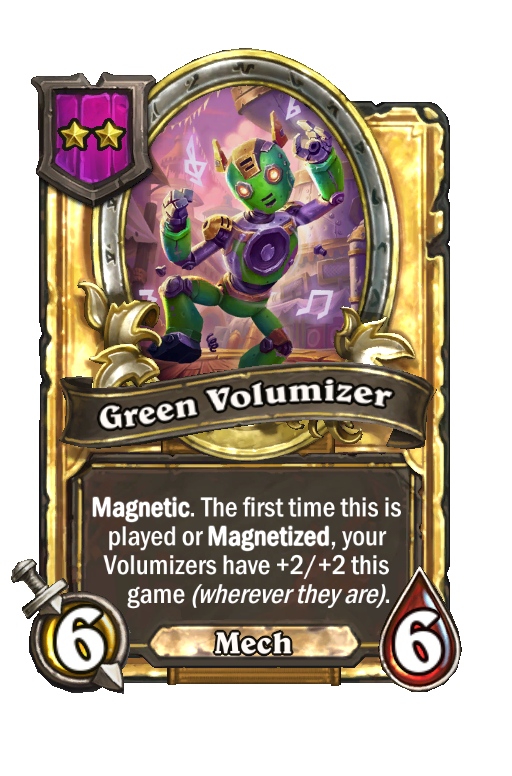 Green Volumizer
Magnetic. The first time this is
played or Magnetized, your
Volumizers have +2/+2 this
game (wherever they are).
6
Mech
6